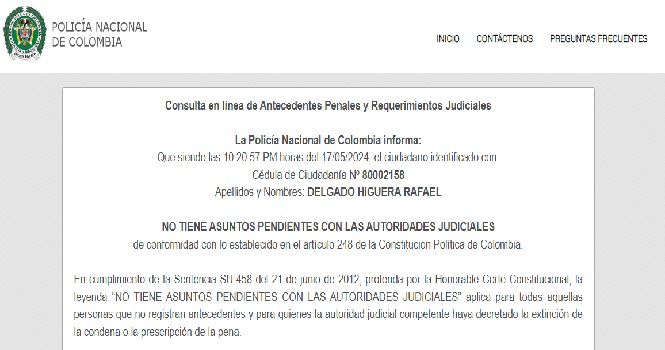 POLICÍA NACIONAL
DE COLOMBIA
INICIO CONTÁCTENOS PREGUNTAS FRECUENTES
Consulta en línea de Antecedentes Penales y Requerimientos Judiciales
La Policía Nacional de Colombia informa:
Que siendo las 10:20:57 PM horas del 17/05/2024, el ciudadano identificado con
Cédula de Ciudadanía Nº 80002158
Apellidos y Nombres: DELGADO HIGUERA RAFAEL
NO TIENE ASUNTOS PENDIENTES CON LAS AUTORIDADES JUDICIALES
de conformidad con lo establecido en el artículo 248 de la Constitución Política de Colombia.
En cumplimiento de la Sentencia SU-458 del 21 de junio de 2012, proferida por la Honorable Corte Constitucional, la
leyenda “NO TIENE ASUNTOS PENDIENTES CON LAS AUTORIDADES JUDICIALES” aplica para todas aquellas
personas que no registran antecedentes y para quienes la autoridad judicial competente haya decretado la extinción de
la condena o la prescripción de la pena.